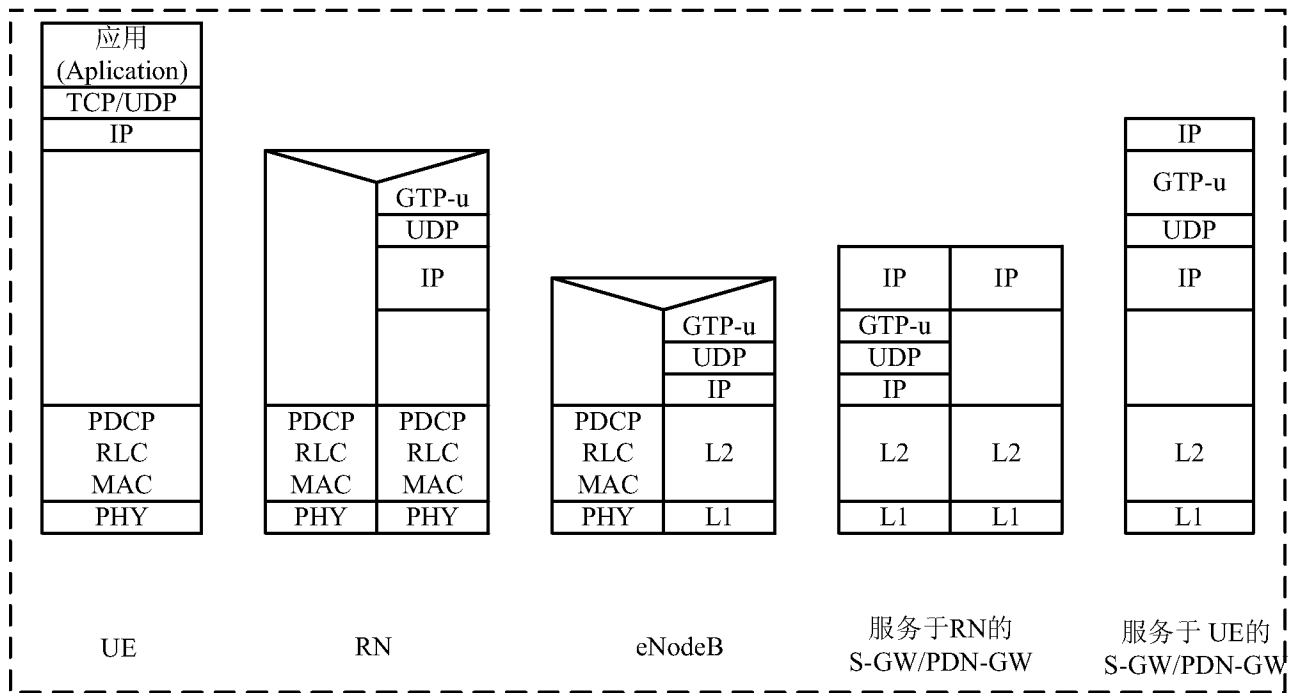 应用
(Aplication)
TCP/UDP
IP
PDCP
RLC
MAC
PHY
UE
GTP-u
UDP
IP
PDCP
RLC
MAC
PHY
PDCP
RLC
MAC
PHY
RN
GTP-u
UDP
IP
PDCP
RLC
MAC
PHY
L2
L1
eNodeB
IP
GTP-u
UDP
IP
L2
L1
IP
L2
L1
服务于RN的
S-GW/PDN-GW
IP
GTP-u
UDP
IP
L2
L1
服务于 UE的
S-GW/PDN-GW